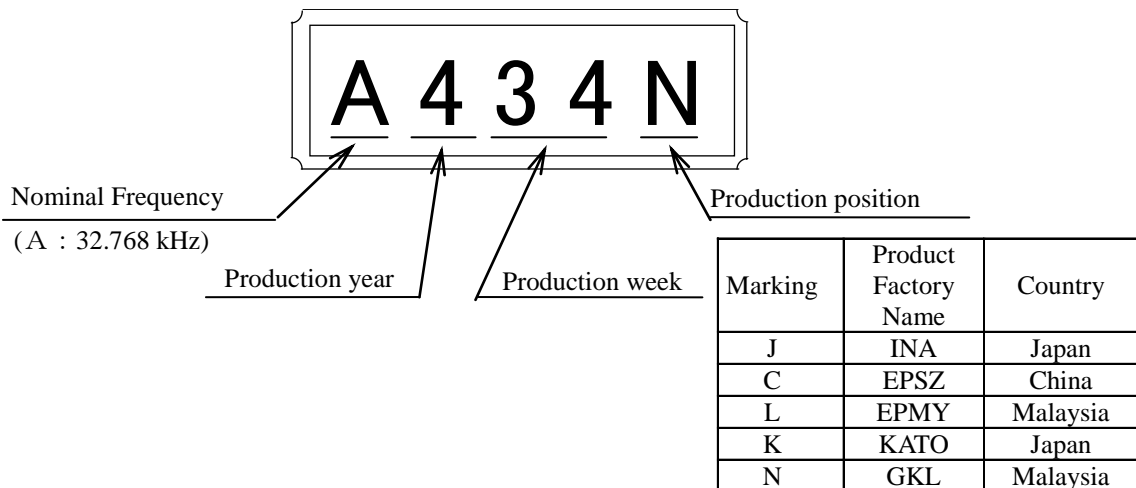 A 4 3 4 N
Nominal Frequency
(Ａ : 32.768 kHz)
Production position
Production year
Production week
Marking Product Factory Name Country
J INA Japan
C EPSZ China
L EPMY Malaysia
K KATO Japan
N GKL Malaysia